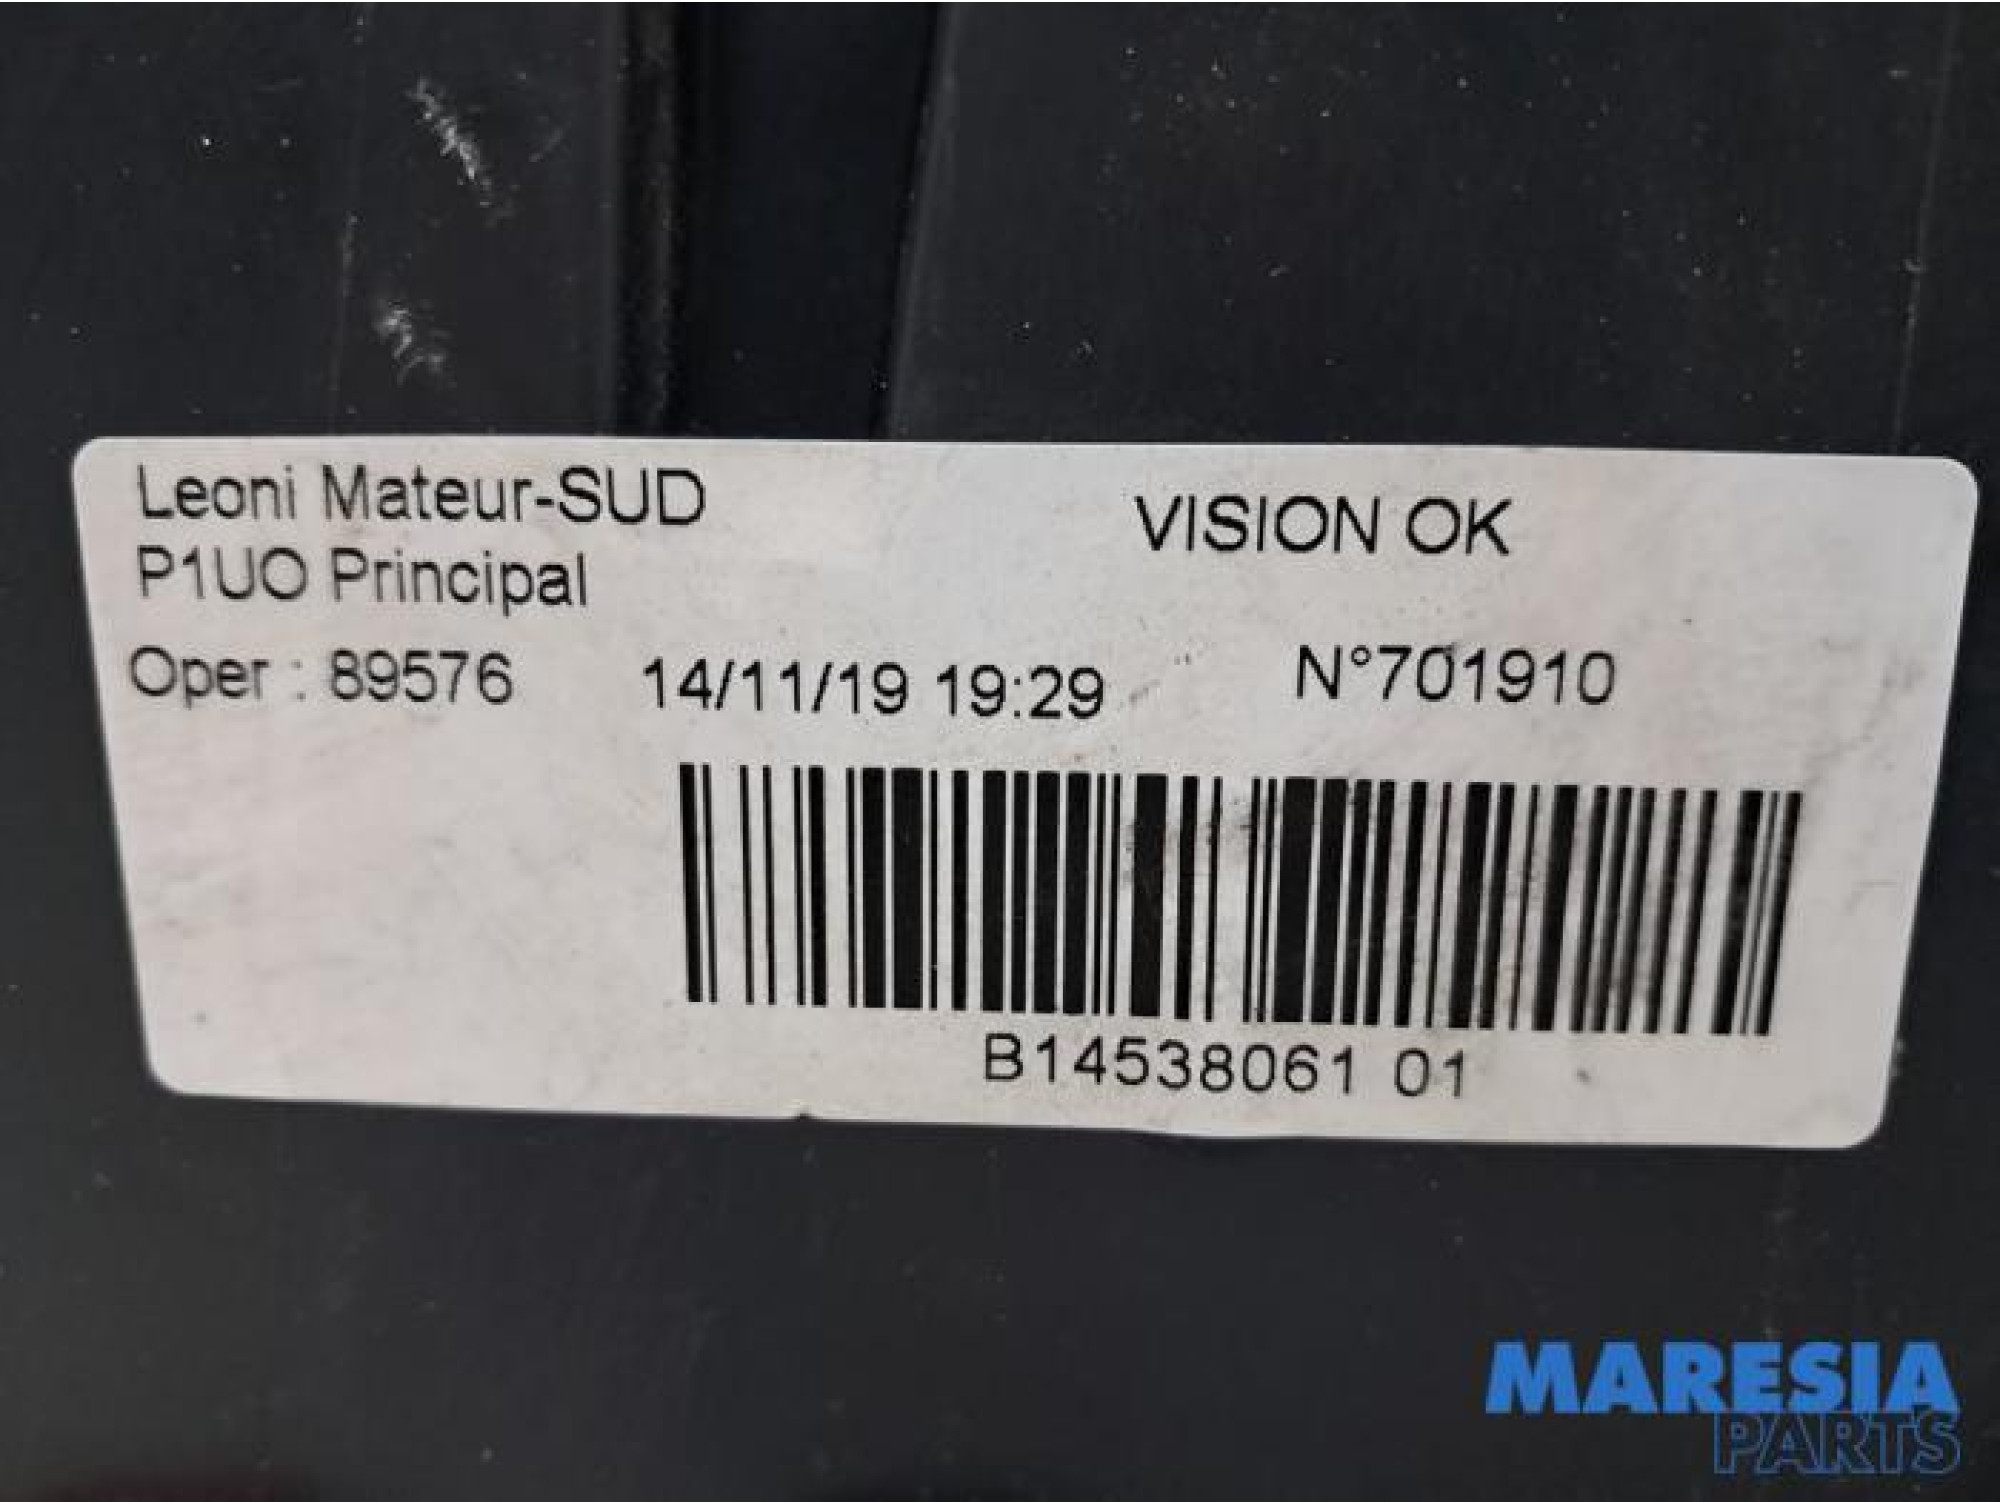 Leoni Mateur-SUD
VISION OK
P1UO Principal
Oper : 89576 14/11/19 19:29 N°701910
B14538061 01
MARESIA
PARTS